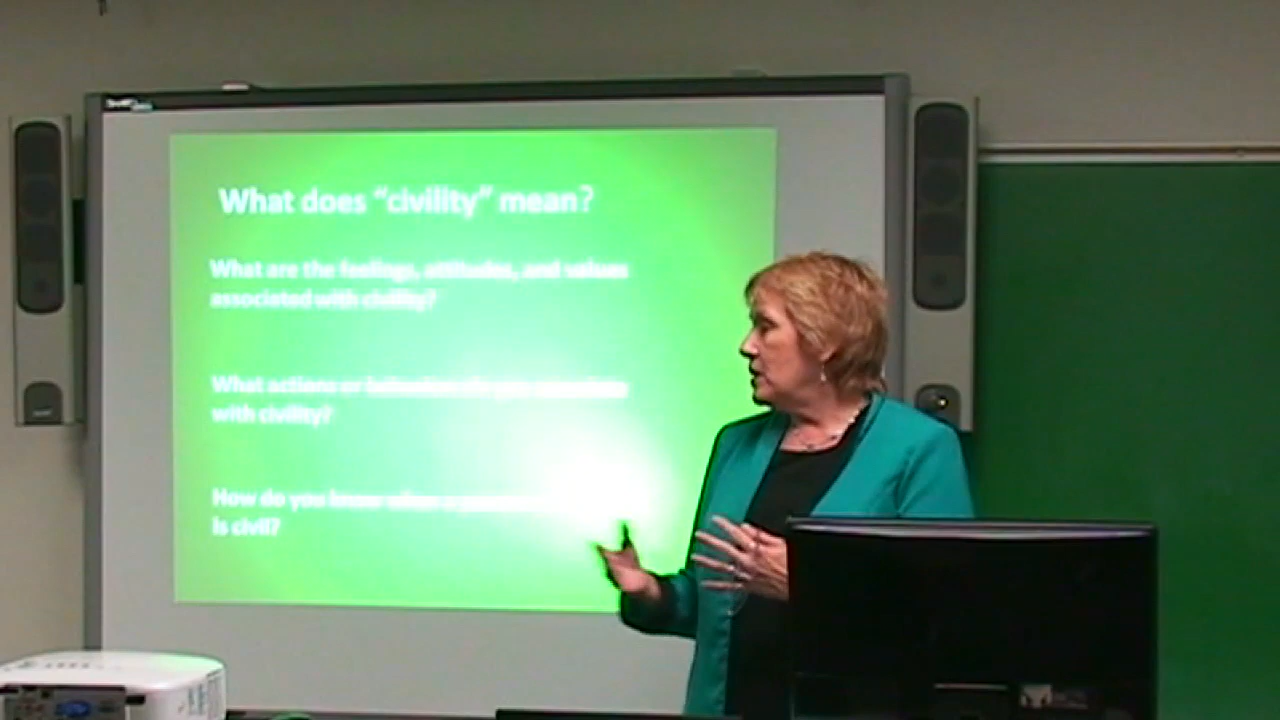 What does “civility” mean?
What are the feelings, attitudes, and values
associated with civility?
What actions or
with civility?
How do you know when a
is civil?